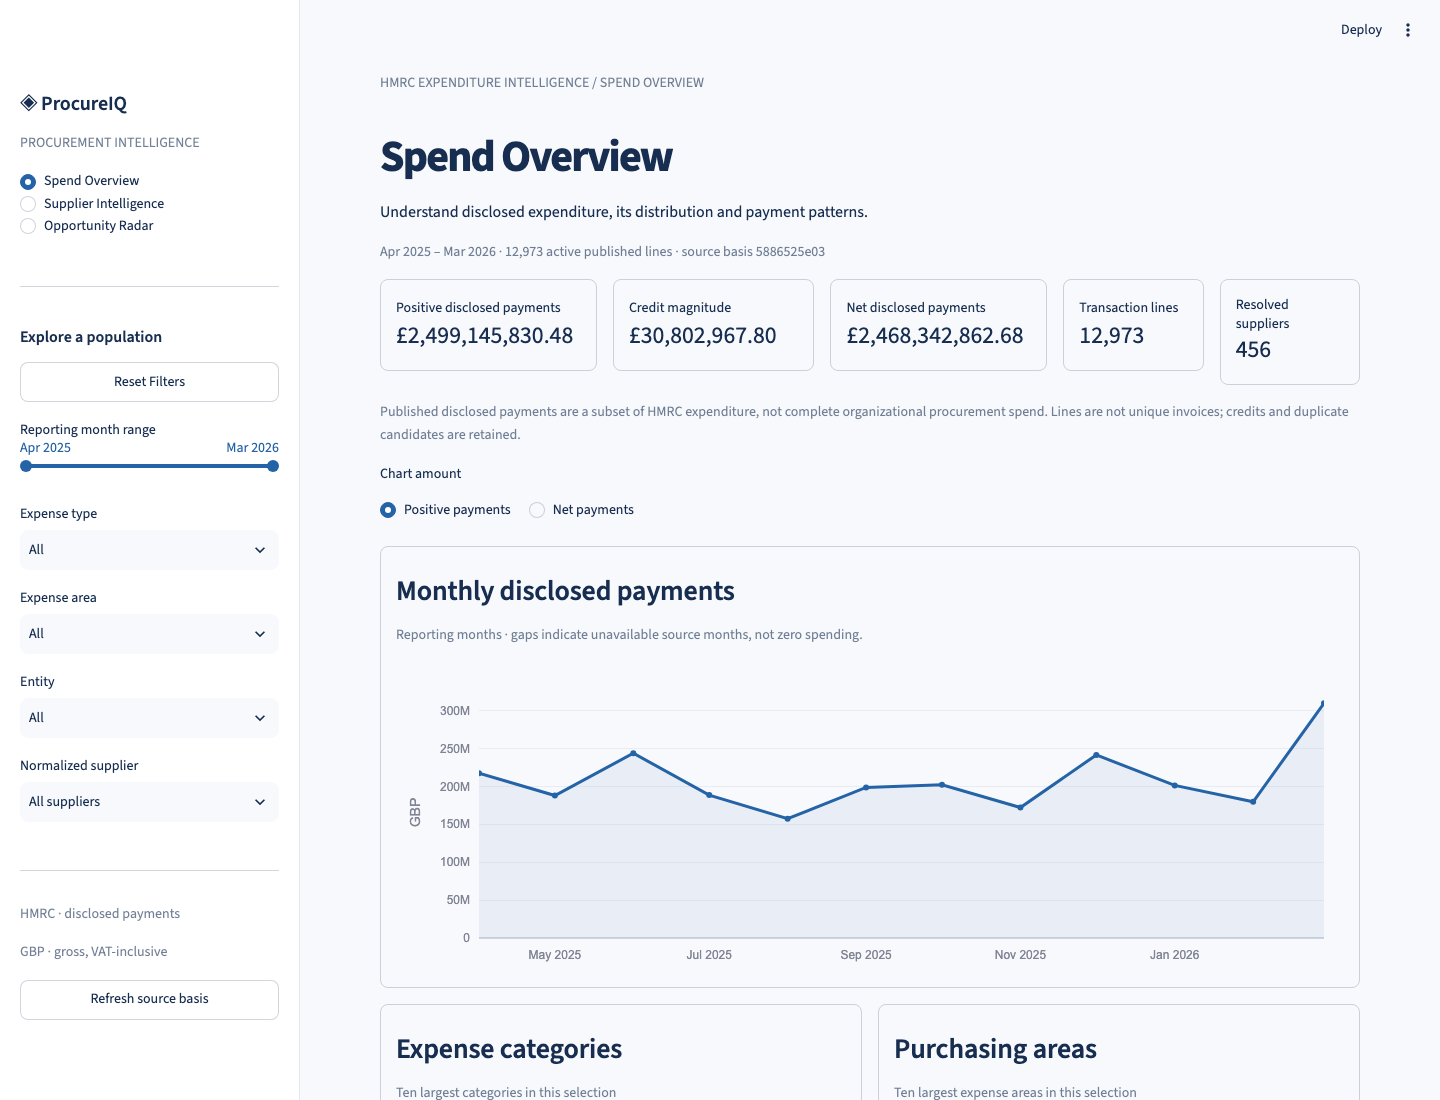 Deploy
ProcureIQ
PROCUREMENT INTELLIGENCE
Spend Overview
Supplier Intelligence
Opportunity Radar
Explore a population
Reset Filters
Reporting month range
Apr 2025 Mar 2026
Expense type
All
Expense area
All
Entity
All
Normalized supplier
All suppliers
HMRC · disclosed payments
GBP · gross, VAT-inclusive
Refresh source basis
HMRC EXPENDITURE INTELLIGENCE / SPEND OVERVIEW
Spend Overview
Understand disclosed expenditure, its distribution and payment patterns.
Apr 2025 – Mar 2026 · 12,973 active published lines · source basis 5886525e03
Positive disclosed payments
£2,499,145,830.48
Credit magnitude
£30,802,967.80
Net disclosed payments
£2,468,342,862.68
Transaction lines
12,973
Resolved
suppliers
456
Published disclosed payments are a subset of HMRC expenditure, not complete organizational procurement spend. Lines are not unique invoices; credits and duplicate
candidates are retained.
Chart amount
Positive payments Net payments
Monthly disclosed payments
Reporting months · gaps indicate unavailable source months, not zero spending.
GBP
300M
250M
200M
150M
100M
50M
0
May 2025 Jul 2025 Sep 2025 Nov 2025 Jan 2026
Expense categories
Ten largest categories in this selection
Purchasing areas
Ten largest expense areas in this selection